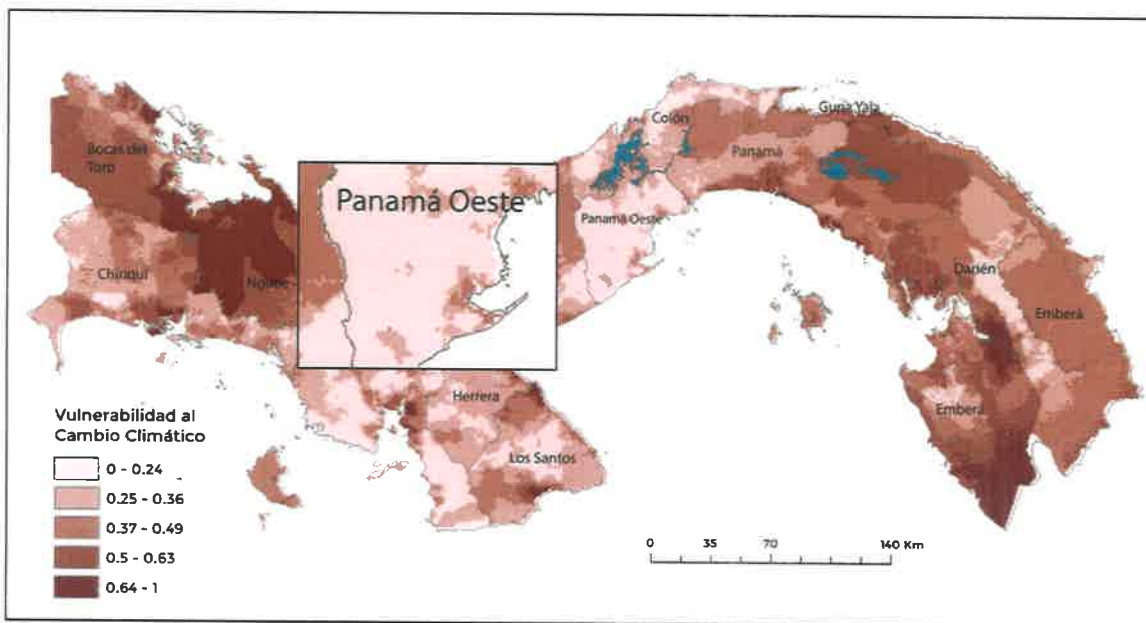 Guna Yala
Colón
Bocas del
Toro
Panamá
Panamá Oeste
Panamá Oeste
Chiriquí
Ngöbe -
Darién
Emberá
Herrera
Emberá
Los Santos
Vulnerabilidad al
Cambio Climático
0 - 0.24
0.25 - 0.36
0.37 - 0.49
0.5 - 0.63
0.64 - 1
0 35 70 140 Km